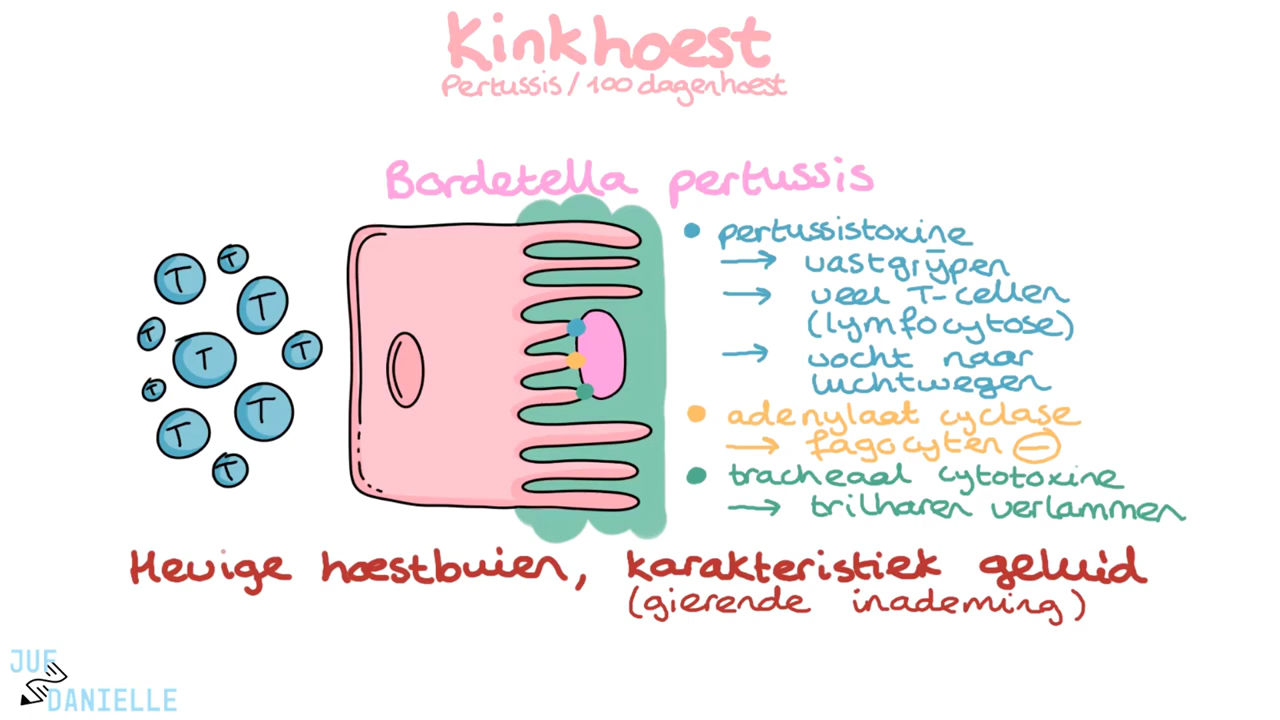 Kinkhoest
Pertussis / 100 dagenhoest
Bordetella pertussis
• pertussistoxine
→ vastgrijpen
→ veel T-cellen
(lymfocytose)
→ vocht naar
luchtwegen
• adenylaat cyclase
→ fagocyten ⊖
• tracheaal cytotoxine
→ trilharen verlammen
T
T
T
T
T
T
T
T
T
T
Hevige hoestbuien, karakteristiek geluid
(gierende inademing)
JUF
DANIELLE